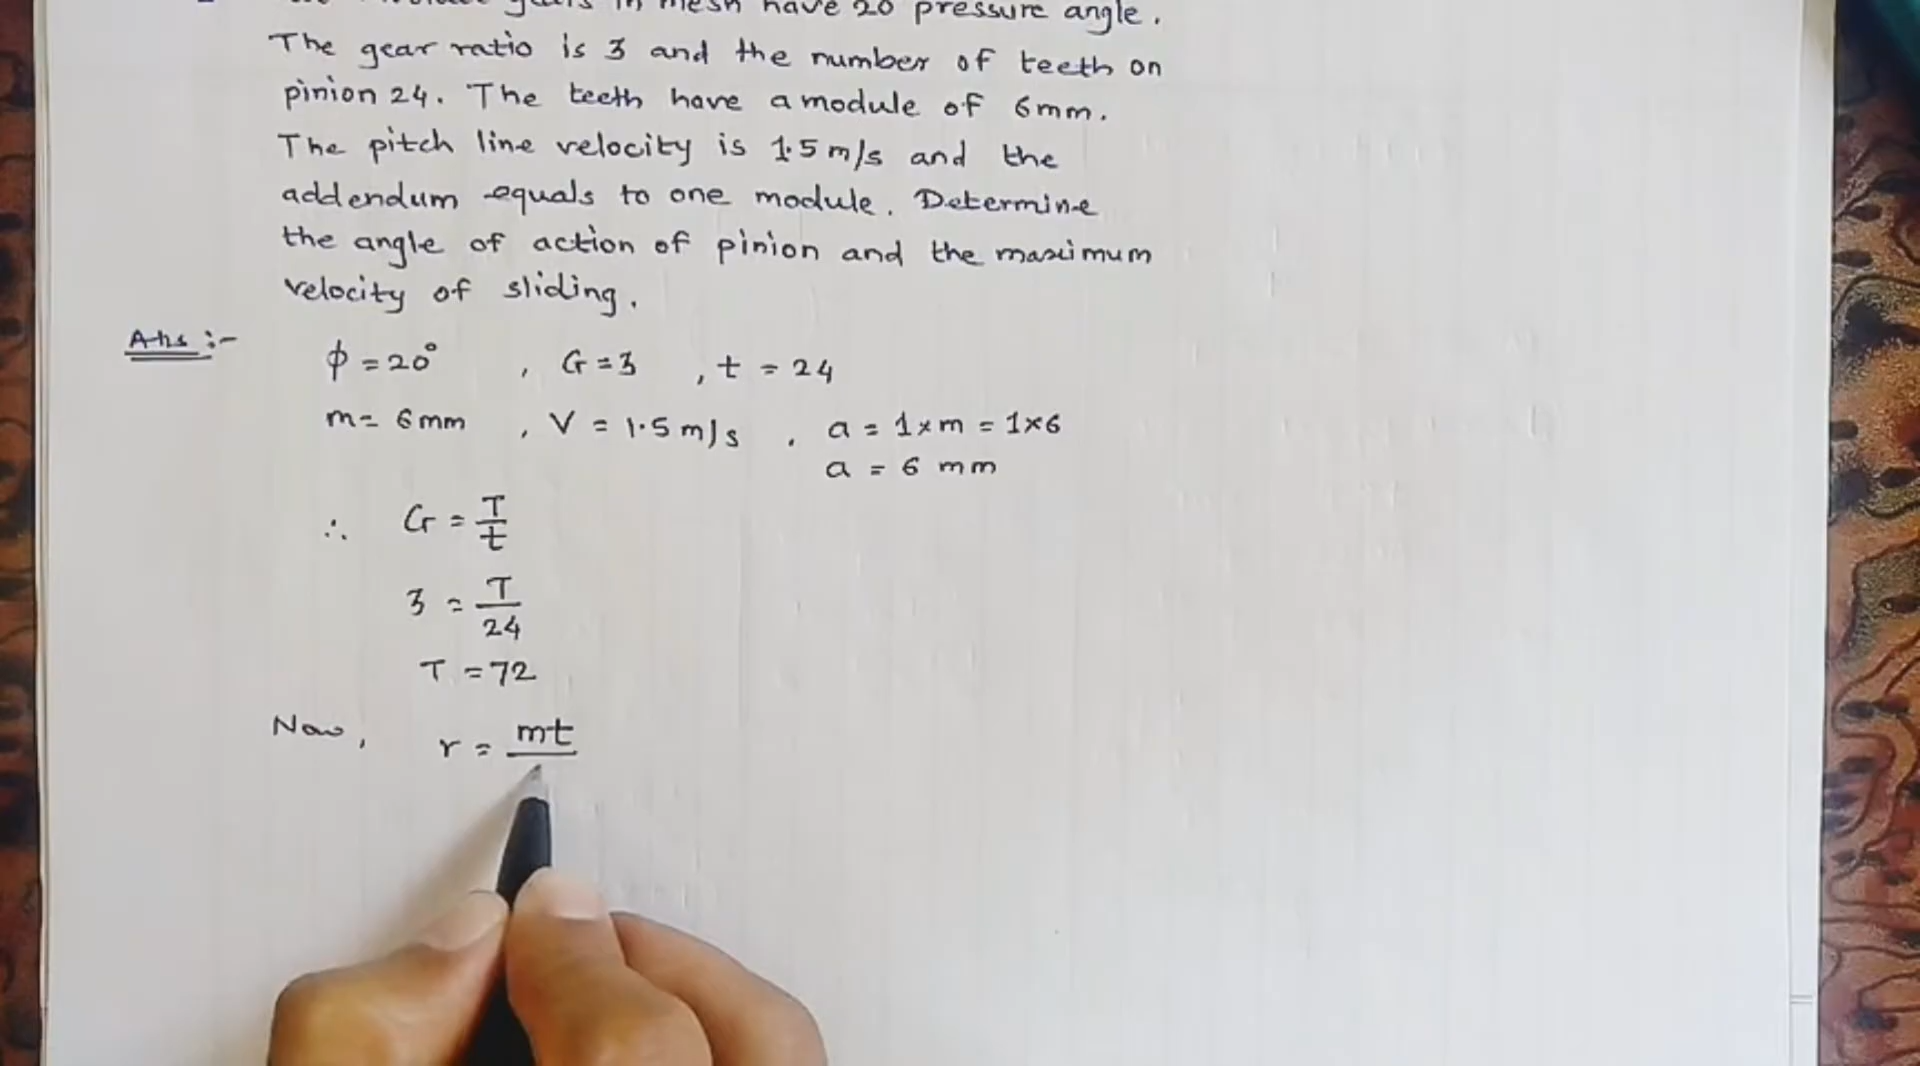 in mesh have 20 pressure angle.
The gear ratio is 3 and the number of teeth on
pinion 24. The teeth have a module of 6mm.
The pitch line velocity is 1.5 m/s and the
addendum equals to one module. Determine
the angle of action of pinion and the maximum
velocity of sliding.
Ans :- φ = 20° , G = 3 , t = 24
m = 6mm , V = 1.5 m/s , a = 1×m = 1×6
a = 6 mm
∴ G = T/t
3 = T/24
T = 72
Now, r = mt